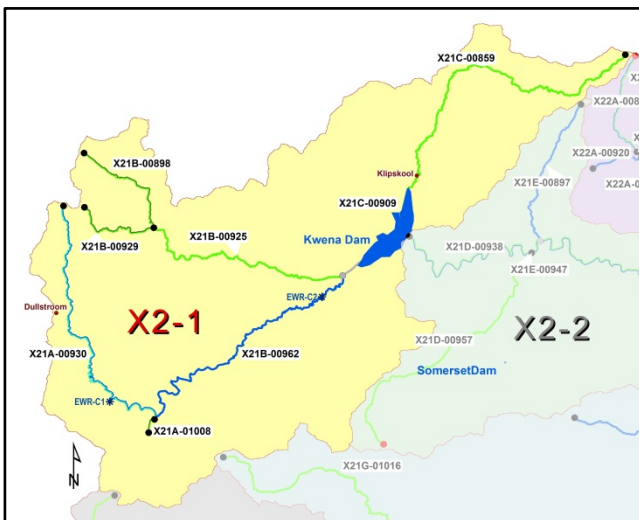 X21C-00859
X22A-008
X21B-00898
X22A-00920
Klipskool
X22A-0
X21E-00897
X21C-00909
X21B-00929
X21B-00925
Kwena Dam
X21D-00938
X21E-00947
EWR-C2
Dullstroom
X2-1
X2-2
X21A-00930
X21B-00962
X21D-00957
SomersetDam
EWR-C1
X21A-01008
X21G-01016
N